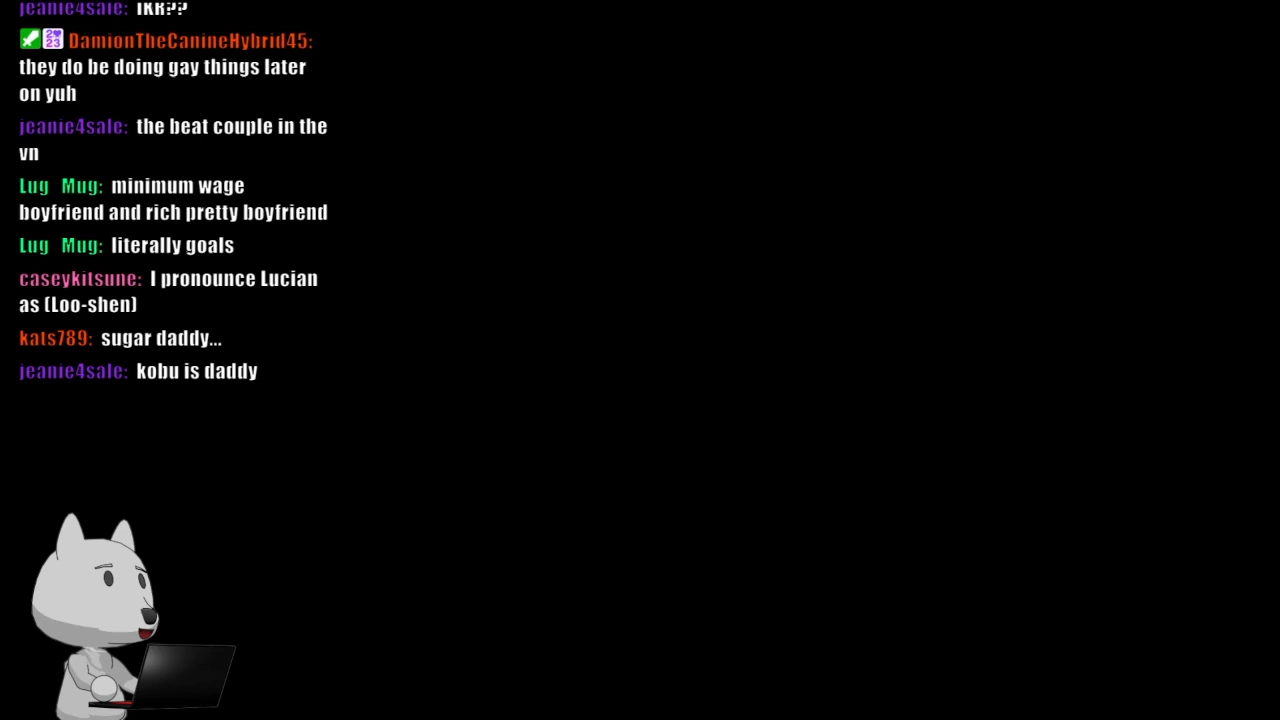 jeanie4sale: IKR??
DamionTheCanineHybrid45:
they do be doing gay things later
on yuh
jeanie4sale: the beat couple in the
vn
Lug Mug: minimum wage
boyfriend and rich pretty boyfriend
Lug Mug: literally goals
caseykitsune: I pronounce Lucian
as (Loo-shen)
kats789: sugar daddy...
jeanie4sale: kobu is daddy